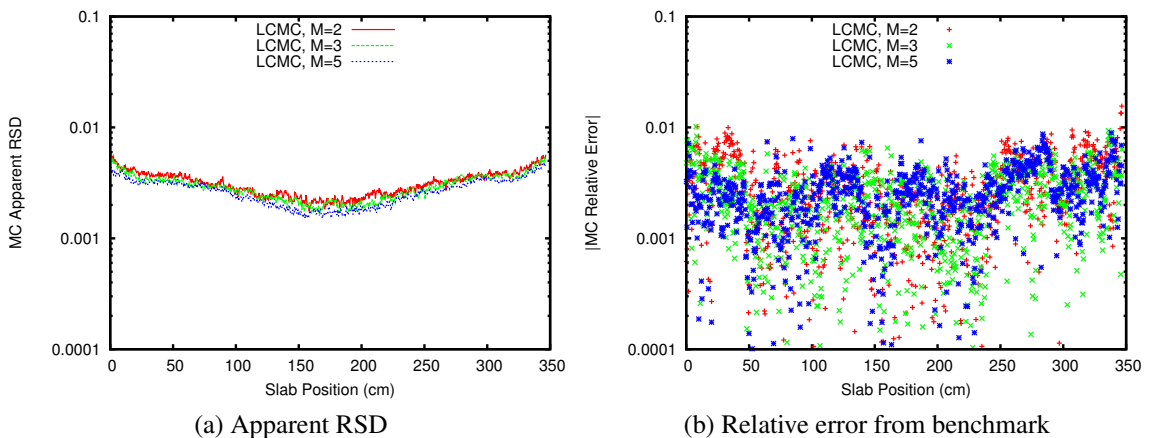 0.1
0.01
0.001
0.0001
MC Apparent RSD
LCMC, M=2
LCMC, M=3
LCMC, M=5
0 50 100 150 200 250 300 350
Slab Position (cm)
(a) Apparent RSD
0.1
0.01
0.001
0.0001
|MC Relative Error|
LCMC, M=2
LCMC, M=3
LCMC, M=5
0 50 100 150 200 250 300 350
Slab Position (cm)
(b) Relative error from benchmark